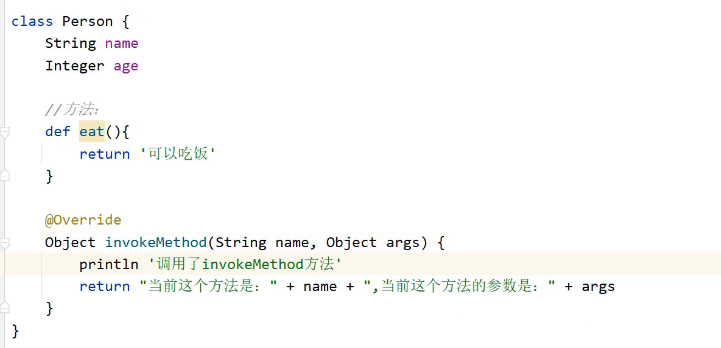 class Person {
    String name
    Integer age
    //方法：
    def eat(){
        return '可以吃饭'
    }
    @Override
    Object invokeMethod(String name, Object args) {
        println '调用了invokeMethod方法'
        return "当前这个方法是：" + name + ",当前这个方法的参数是：" + args
    }
}